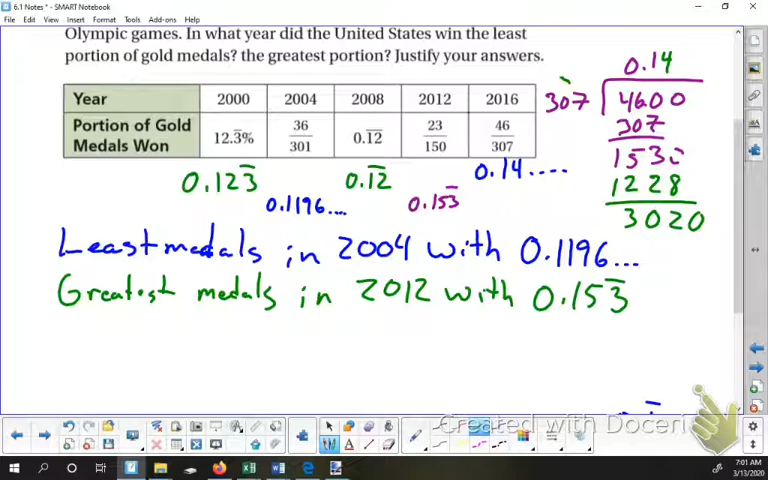 6.1 Notes * - SMART Notebook
File Edit View Insert Format Tools Add-ons Help
Olympic games. In what year did the United States win the least
portion of gold medals? the greatest portion? Justify your answers.
Year 2000 2004 2008 2012 2016
Portion of Gold Medals Won 12.3̅% 36/301 0.1̅2̅ 23/150 46/307
0.123̅ 0.1196... 0.1̅2̅ 0.153̅ 0.14....
0.14
307 4600
307
1530
1228
3020
Least medals in 2004 with 0.1196...
Greatest medals in 2012 with 0.153̅
Created with Doceri
7:01 AM
3/13/2020